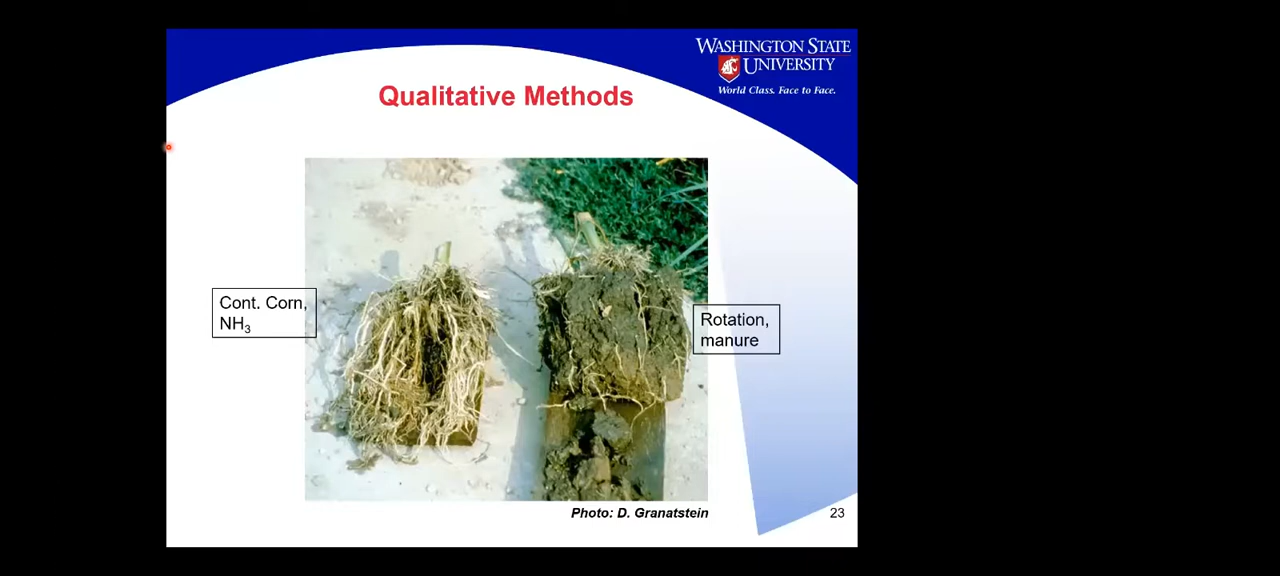 WASHINGTON STATE
UNIVERSITY
World Class. Face to Face.
Qualitative Methods
Cont. Corn,
NH₃
Rotation,
manure
Photo: D. Granatstein
23